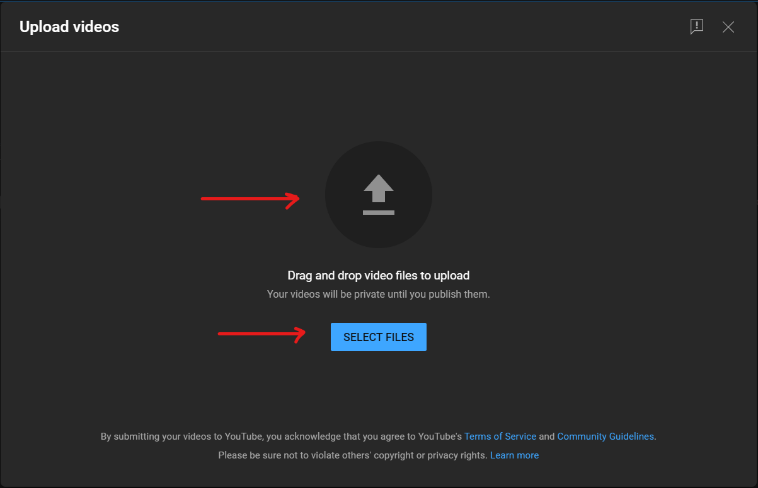 Upload videos
Drag and drop video files to upload
Your videos will be private until you publish them.
SELECT FILES
By submitting your videos to YouTube, you acknowledge that you agree to YouTube's Terms of Service and Community Guidelines.
Please be sure not to violate others' copyright or privacy rights. Learn more